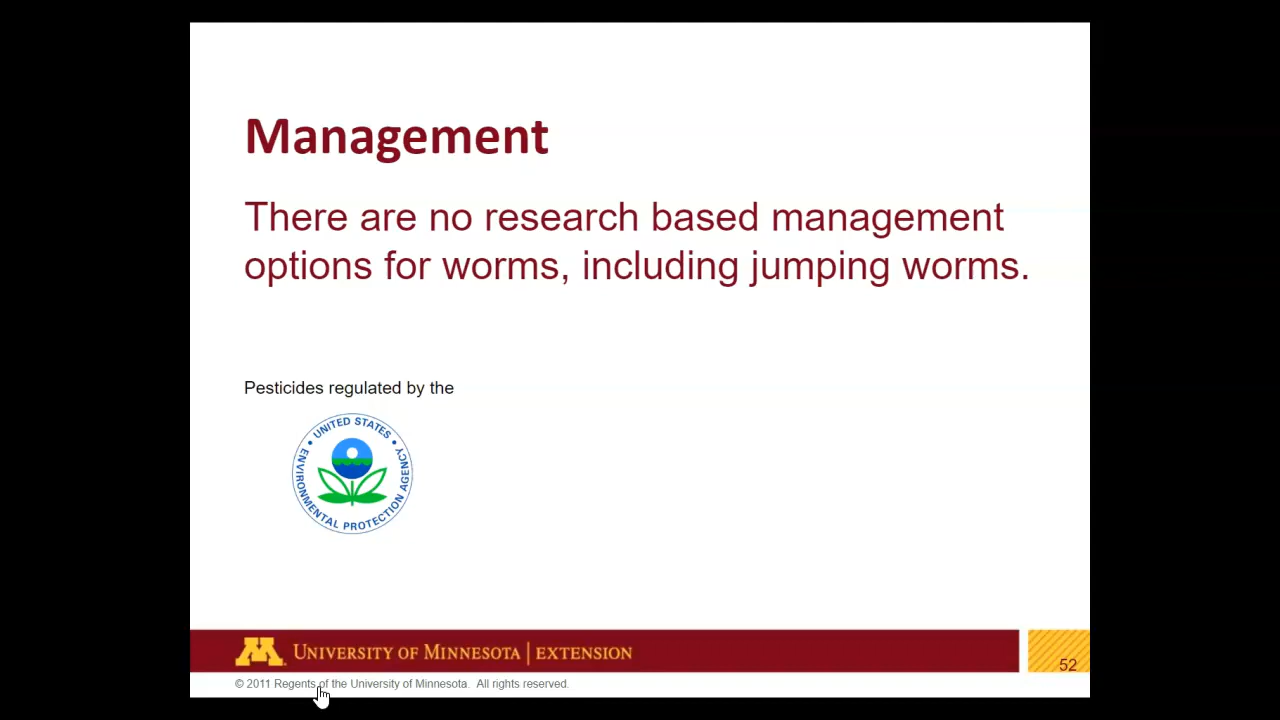 Management
There are no research based management
options for worms, including jumping worms.
Pesticides regulated by the
• UNITED STATES •
ENVIRONMENTAL PROTECTION AGENCY
M UNIVERSITY OF MINNESOTA | EXTENSION
52
© 2011 Regents of the University of Minnesota. All rights reserved.